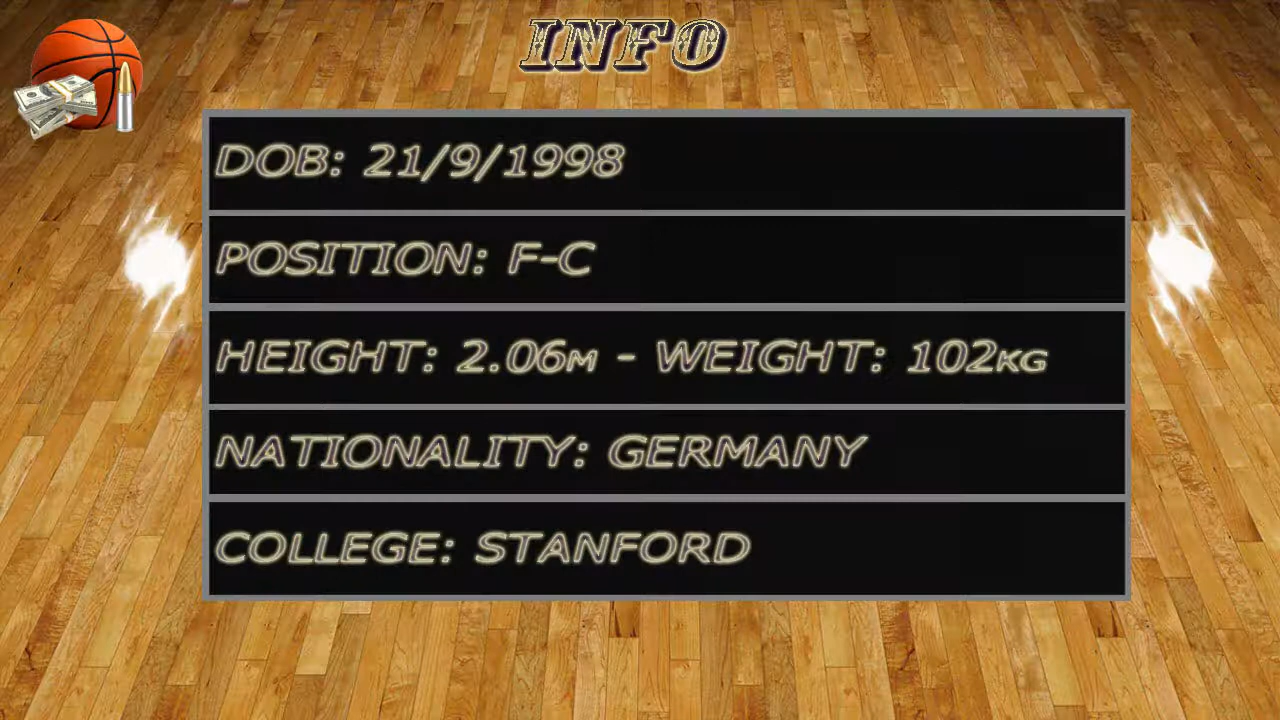 INFO
DOB: 21/9/1998
POSITION: F-C
HEIGHT: 2.06M - WEIGHT: 102KG
NATIONALITY: GERMANY
COLLEGE: STANFORD